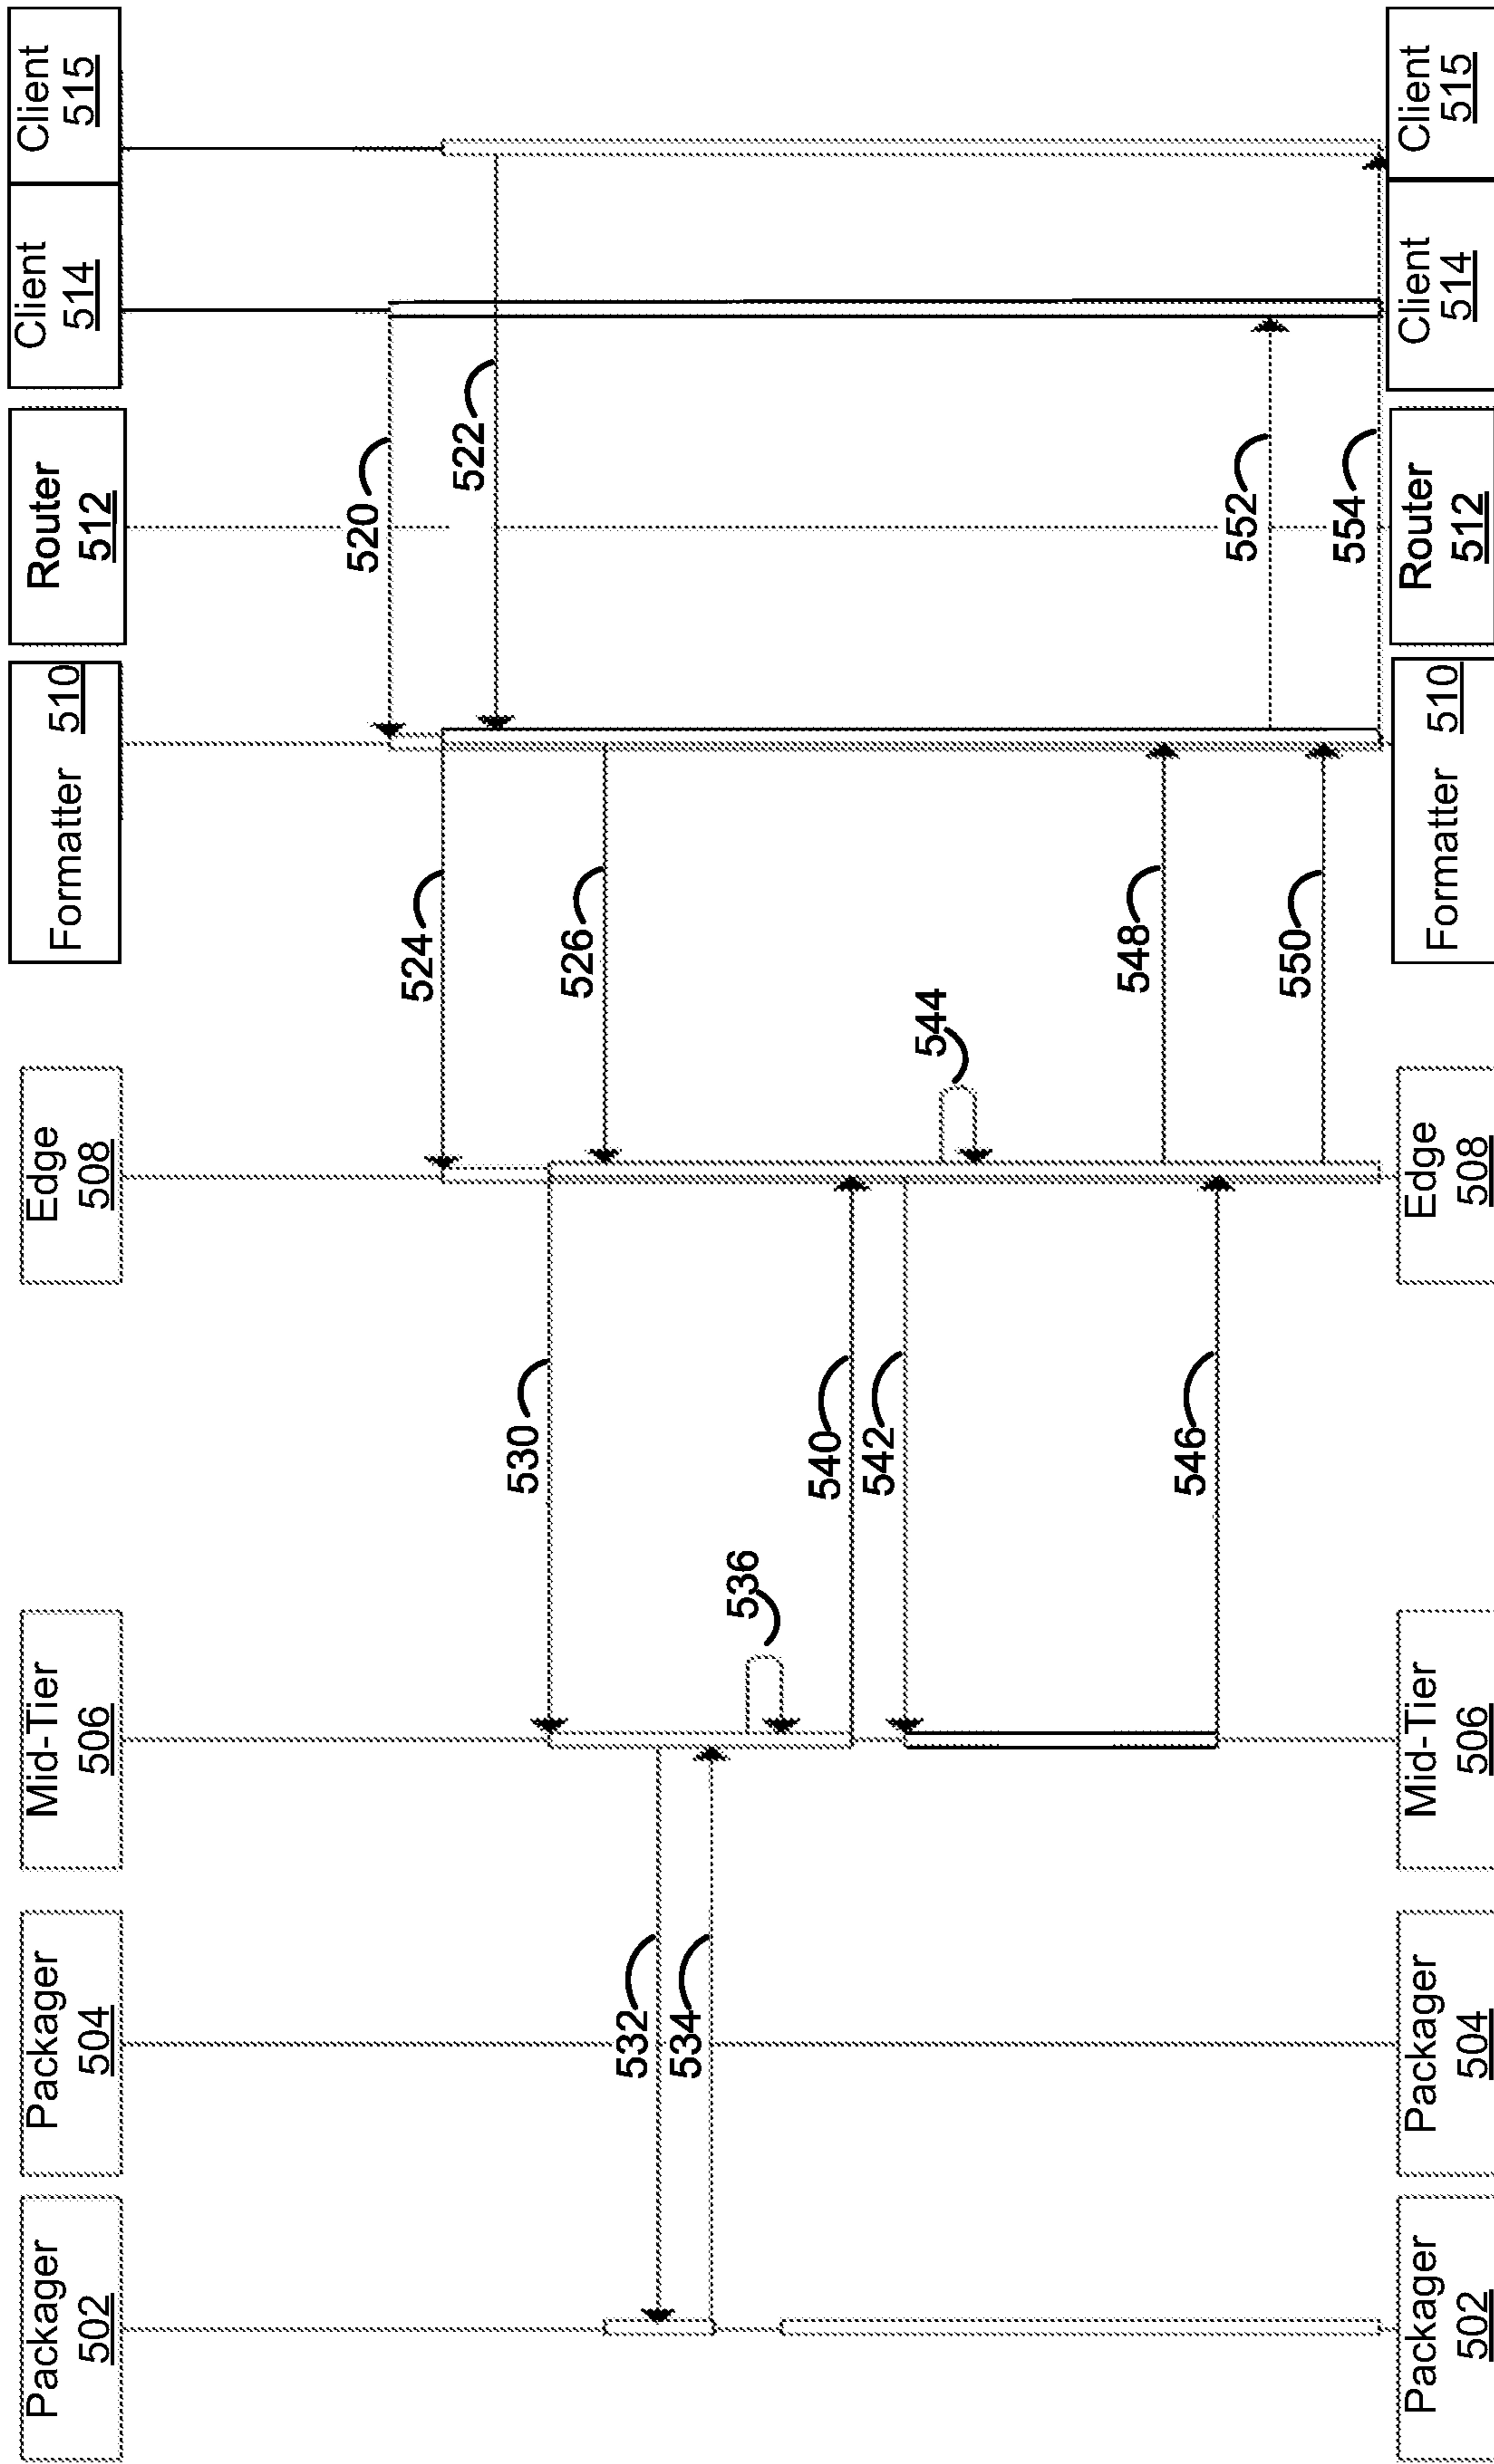 Packager
502
Packager
504
Mid-Tier
506
Edge
508
Formatter 510
Router
512
Client
514
Client
515
520
524
522
530
526
532
534
536
540
542
544
548
546
552
550
554
Packager
502
Packager
504
Mid-Tier
506
Edge
508
Formatter 510
Router
512
Client
514
Client
515